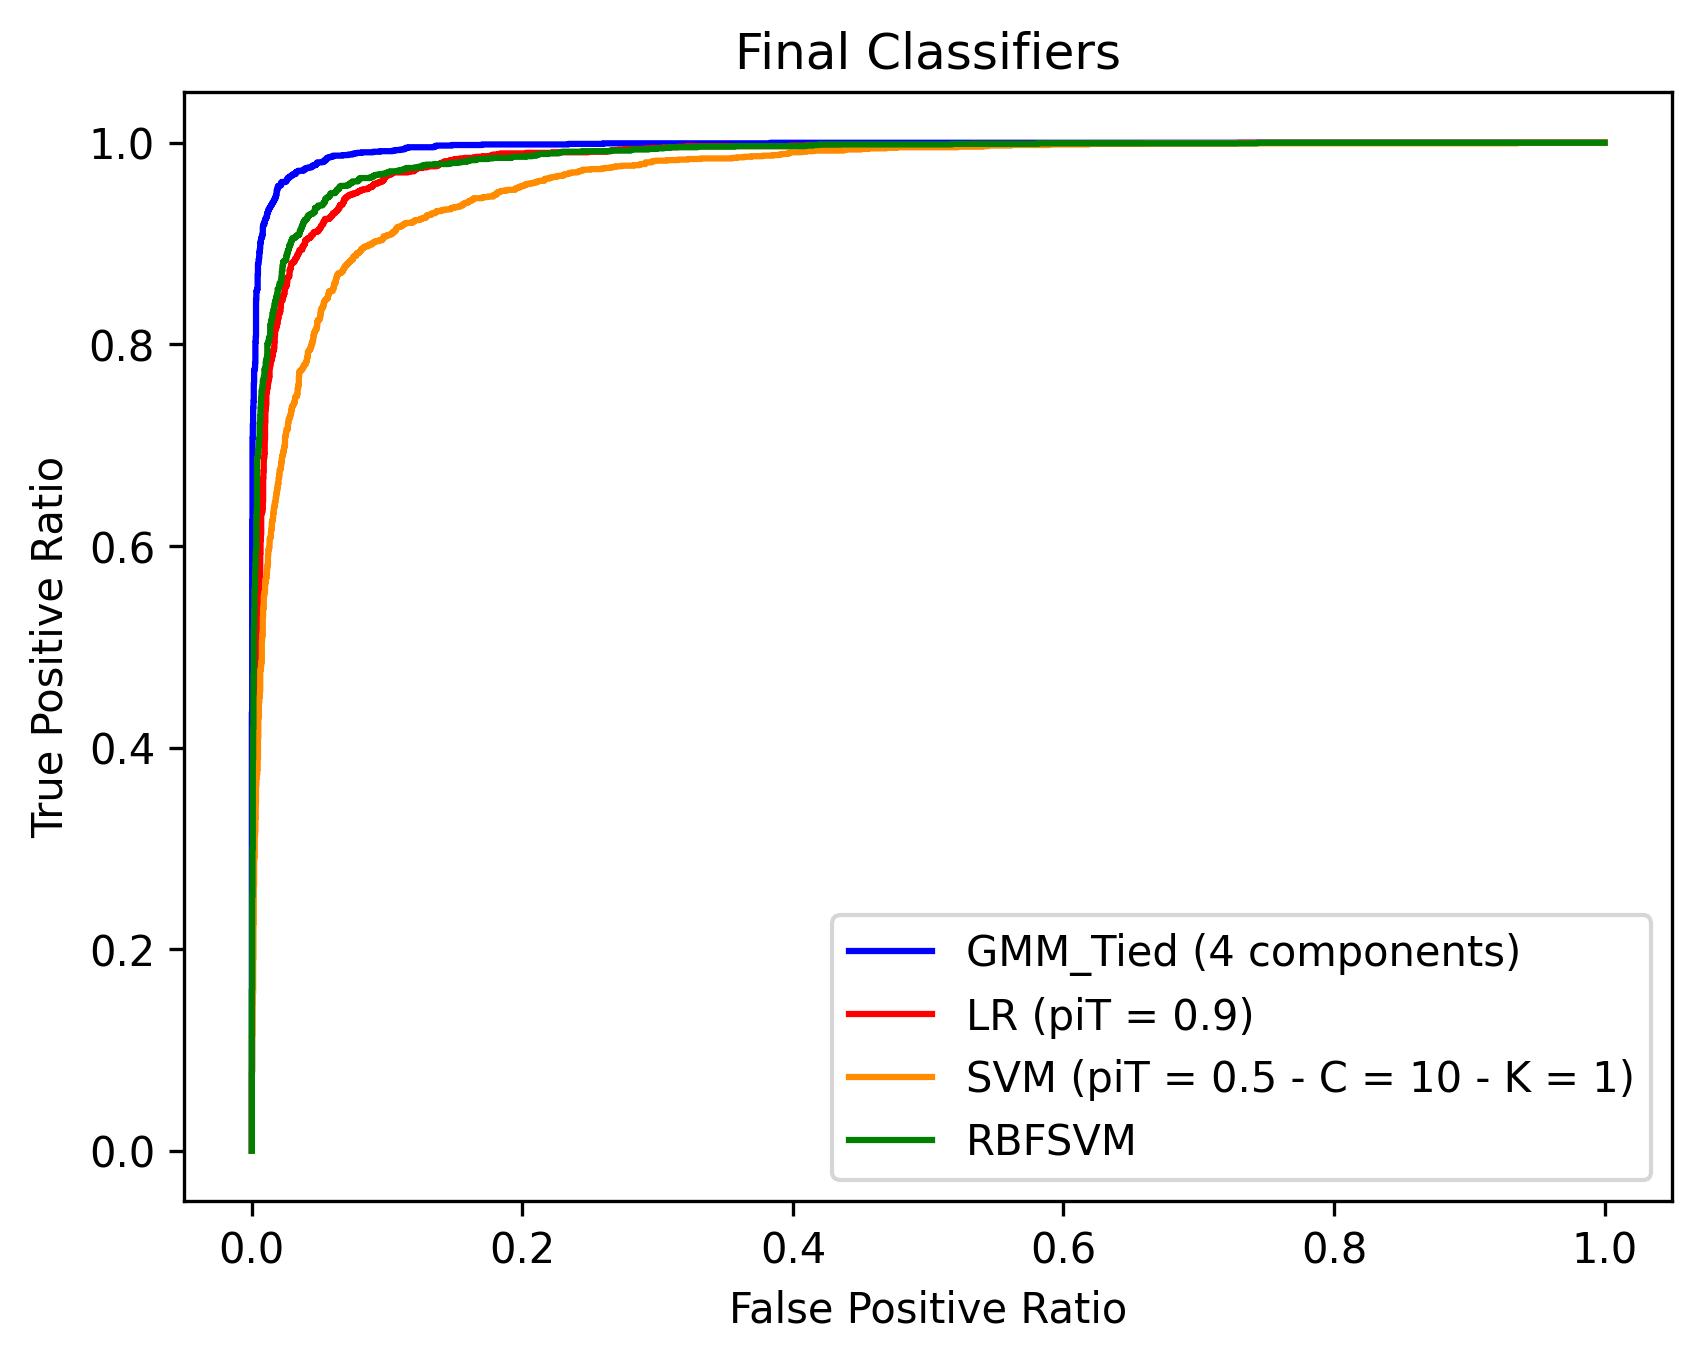 Final Classifiers
1.0
0.8
0.6
0.4
0.2
0.0
True Positive Ratio
GMM_Tied (4 components)
LR (piT = 0.9)
SVM (piT = 0.5 - C = 10 - K = 1)
RBFSVM
0.0 0.2 0.4 0.6 0.8 1.0
False Positive Ratio